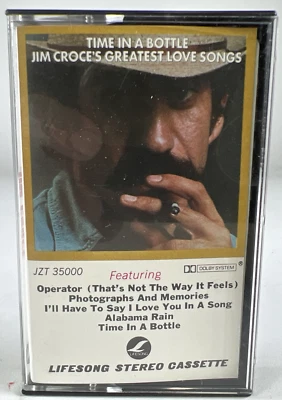 TIME IN A BOTTLE
JIM CROCE'S GREATEST LOVE SONGS
JZT 35000
Featuring
DOLBY SYSTEM
Operator (That's Not The Way It Feels)
Photographs And Memories
I'll Have To Say I Love You In A Song
Alabama Rain
Time In A Bottle
LIFESONG
LIFESONG STEREO CASSETTE